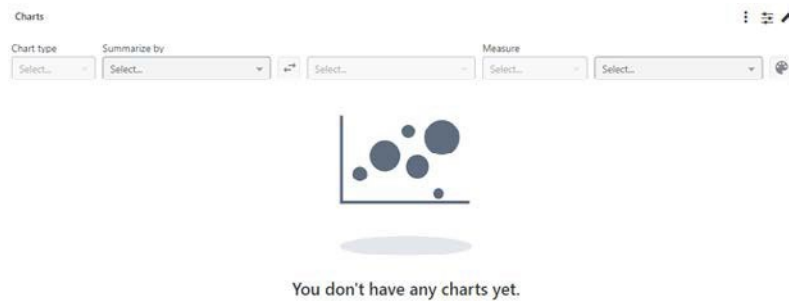 Charts
Chart type Summarize by Measure
Select... Select... Select... Select... Select...
You don't have any charts yet.